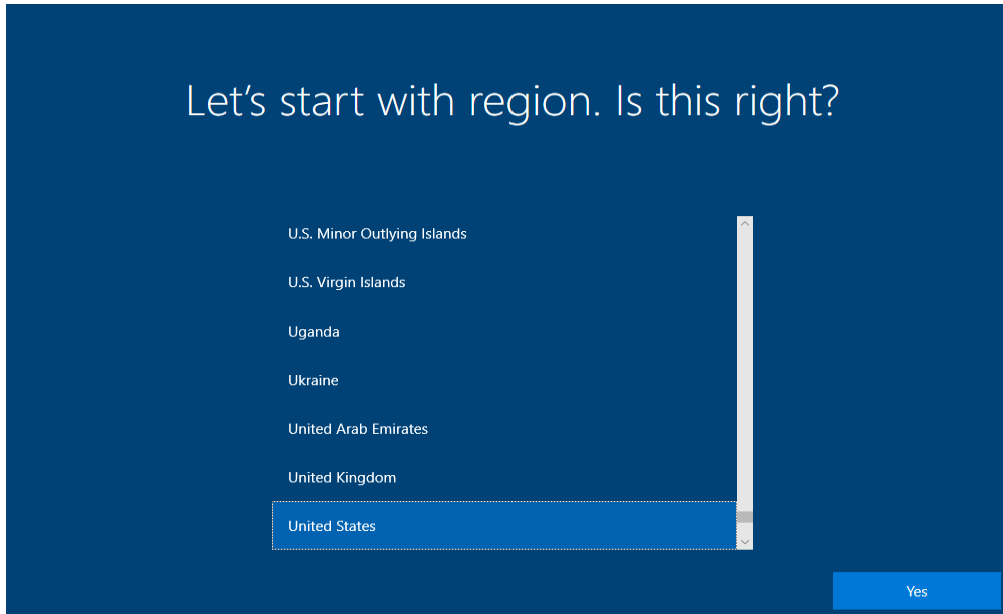 Let's start with region. Is this right?
U.S. Minor Outlying Islands
U.S. Virgin Islands
Uganda
Ukraine
United Arab Emirates
United Kingdom
United States
Yes